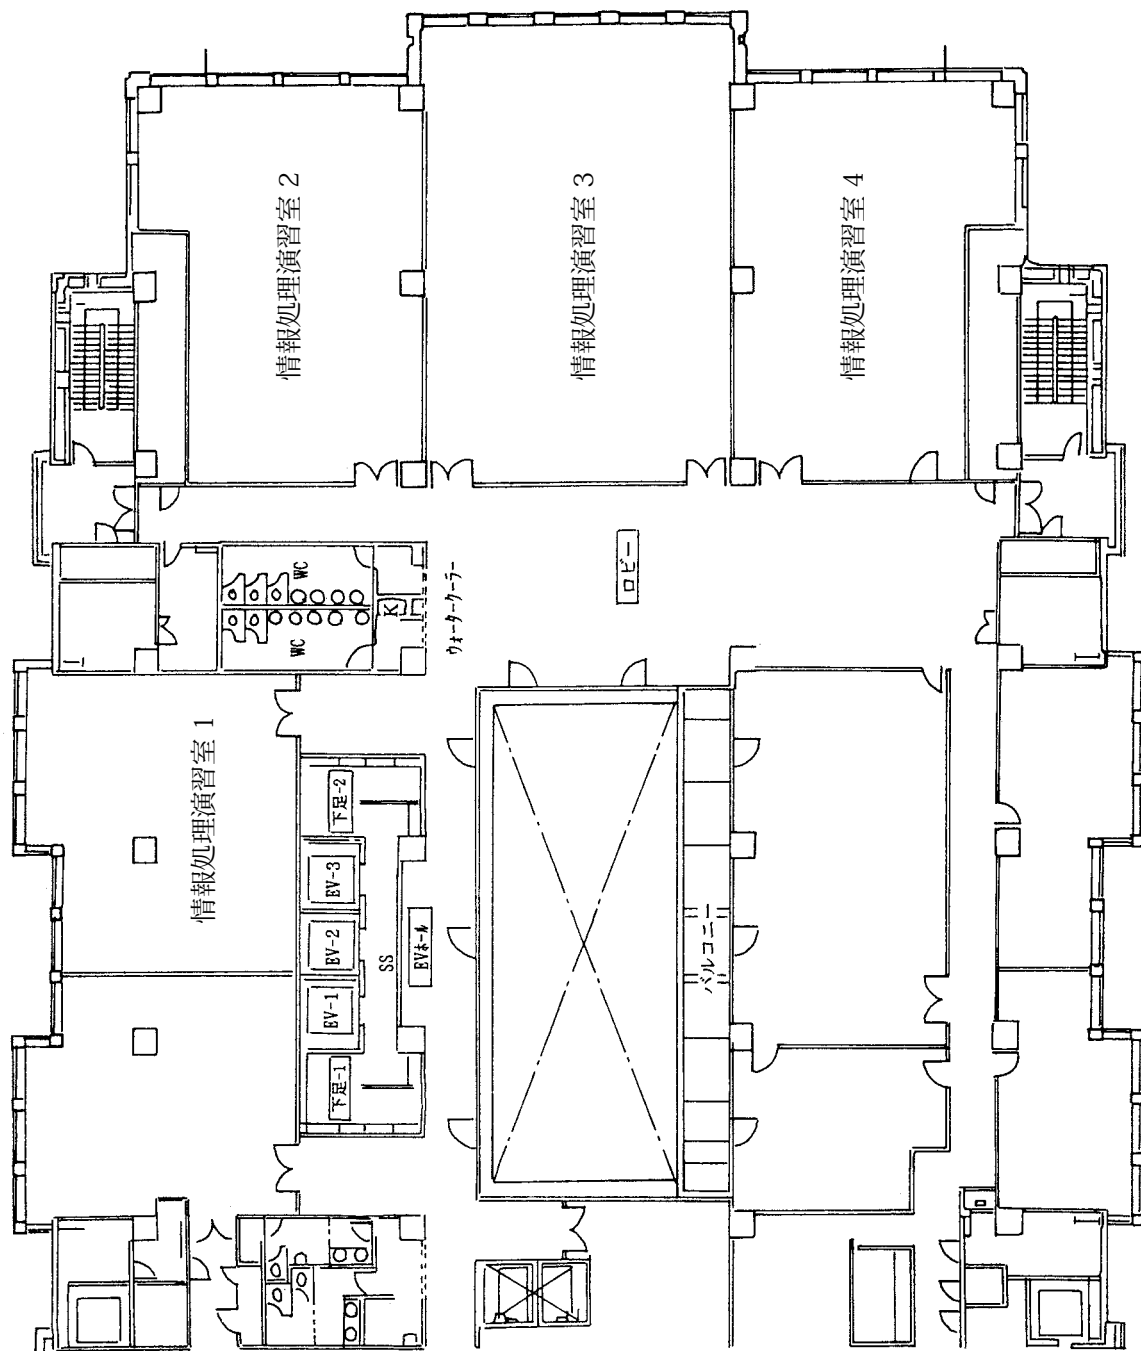 情報処理演習室 2
情報処理演習室 3
情報処理演習室 4
ロビー
WC
WC
K
ウォータークーラー
情報処理演習室 1
下足-2
EV-3
EV-2
EV-1
下足-1
SS
EVホール
バルコニー